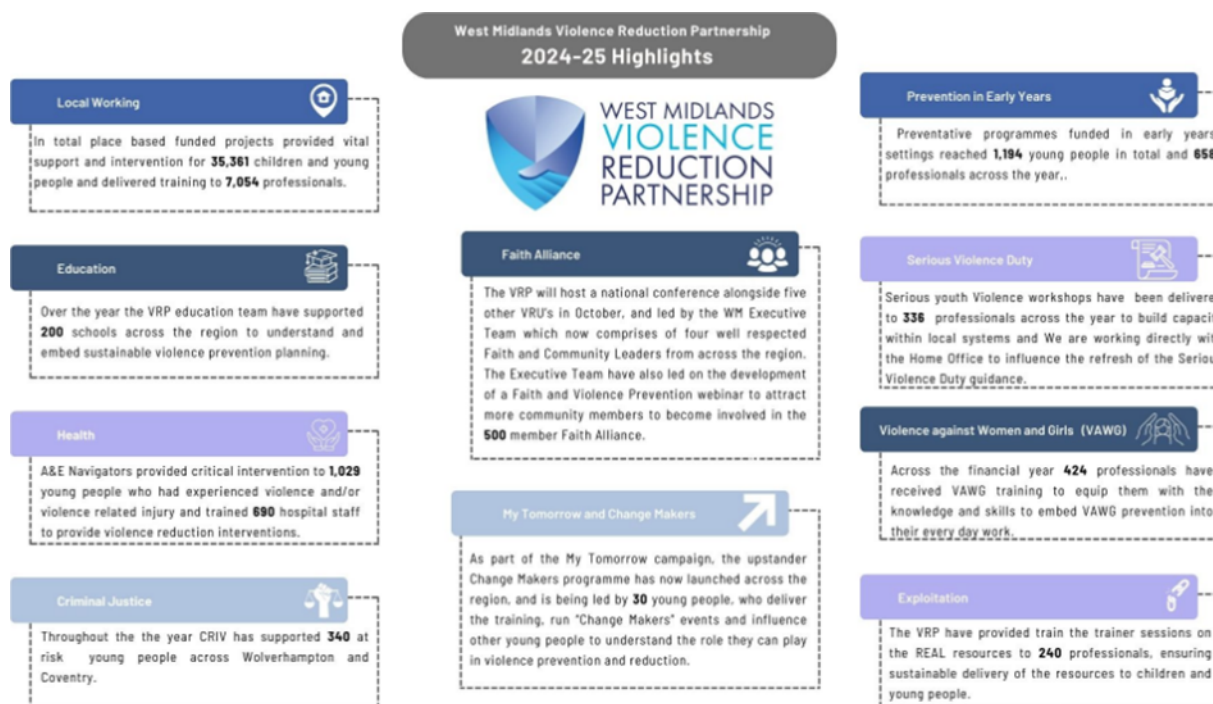 West Midlands Violence Reduction Partnership
2024-25 Highlights
WEST MIDLANDS
VIOLENCE
REDUCTION
PARTNERSHIP
Local Working
In total place based funded projects provided vital
support and intervention for 35,361 children and young
people and delivered training to 7,054 professionals.
Education
Over the year the VRP education team have supported
200 schools across the region to understand and
embed sustainable violence prevention planning.
Health
A&E Navigators provided critical intervention to 1,029
young people who had experienced violence and/or
violence related injury and trained 690 hospital staff
to provide violence reduction interventions.
Criminal Justice
Throughout the the year CRIV has supported 340 at
risk young people across Wolverhampton and
Coventry.
Faith Alliance
The VRP will host a national conference alongside five
other VRU's in October, and led by the WM Executive
Team which now comprises of four well respected
Faith and Community Leaders from across the region.
The Executive Team have also led on the development
of a Faith and Violence Prevention webinar to attract
more community members to become involved in the
500 member Faith Alliance.
My Tomorrow and Change Makers
As part of the My Tomorrow campaign, the upstander
Change Makers programme has now launched across the
region, and is being led by 30 young people, who deliver
the training, run "Change Makers" events and influence
other young people to understand the role they can play
in violence prevention and reduction.
Prevention in Early Years
Preventative programmes funded in early years
settings reached 1,194 young people in total and 658
professionals across the year,.
Serious Violence Duty
Serious youth Violence workshops have been delivere
to 336 professionals across the year to build capacit
within local systems and We are working directly wit
the Home Office to influence the refresh of the Seriou
Violence Duty guidance.
Violence against Women and Girls (VAWG)
Across the financial year 424 professionals have
received VAWG training to equip them with the
knowledge and skills to embed VAWG prevention into
their every day work.
Exploitation
The VRP have provided train the trainer sessions on
the REAL resources to 240 professionals, ensuring
sustainable delivery of the resources to children and
young people.